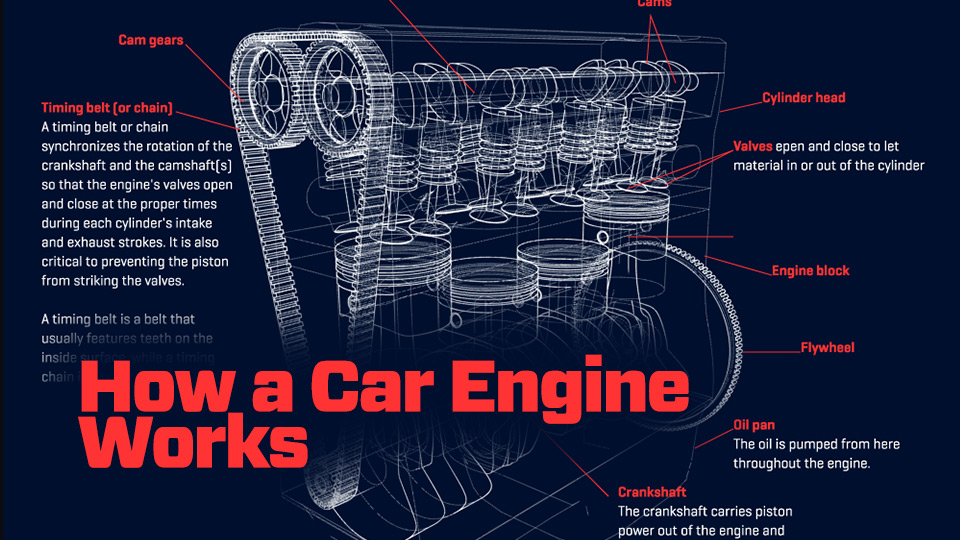 Cams
Cam gears
Cylinder head
Timing belt (or chain)
A timing belt or chain
synchronizes the rotation of the
crankshaft and the camshaft(s)
so that the engine's valves open
and close at the proper times
during each cylinder's intake
and exhaust strokes. It is also
critical to preventing the piston
from striking the valves.
A timing belt is a belt that
usually features teeth on the
inside surface, while a timing
chain
Valves open and close to let
material in or out of the cylinder
Engine block
Flywheel
How a Car Engine
Works
Oil pan
The oil is pumped from here
throughout the engine.
Crankshaft
The crankshaft carries piston
power out of the engine and